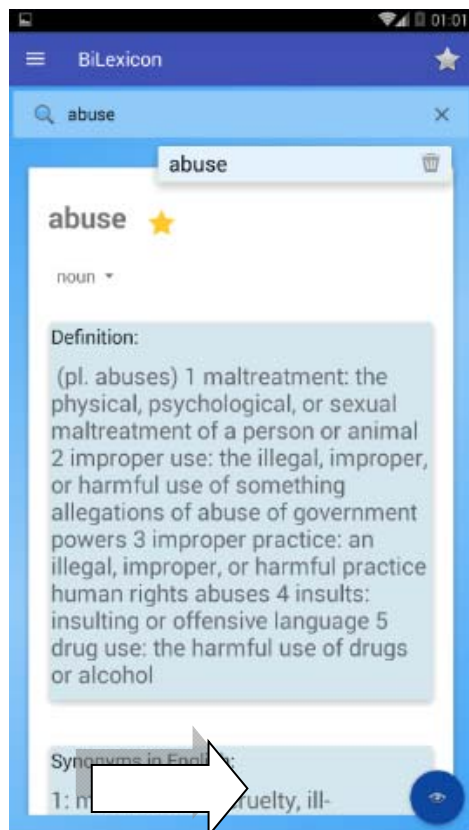 01:01
BiLexicon
abuse
abuse
abuse
noun
Definition:
(pl. abuses) 1 maltreatment: the
physical, psychological, or sexual
maltreatment of a person or animal
2 improper use: the illegal, improper,
or harmful use of something
allegations of abuse of government
powers 3 improper practice: an
illegal, improper, or harmful practice
human rights abuses 4 insults:
insulting or offensive language 5
drug use: the harmful use of drugs
or alcohol
Synonyms in English:
1: ill-